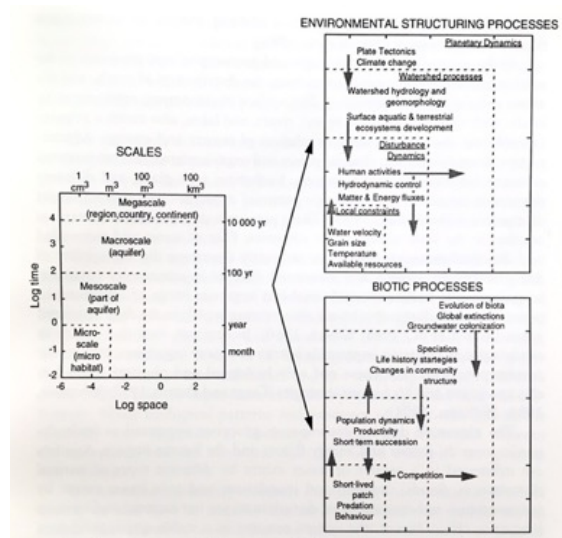 ENVIRONMENTAL STRUCTURING PROCESSES
Planetary Dynamics
Plate Tectonics
Climate change
Watershed processes
Watershed hydrology and
geomorphology
Surface aquatic & terrestrial
ecosystems development
Disturbance
Dynamics
Human activities
Hydrodynamic control
Matter & Energy fluxes
Local constraints
Water velocity
Grain size
Temperature
Available resources
SCALES
1 1 100 100
cm3 m3 m3 km3
Megascale
(region,country, continent)
Macroscale
(aquifer)
Mesoscale
(part of
aquifer)
Micro-
scale
(micro
habitat)
10 000 yr
100 yr
year
month
Log time
5
4
3
2
1
0
-1
-2
-6 -4 -2 0 2
Log space
BIOTIC PROCESSES
Evolution of biota
Global extinctions
Groundwater colonization
Speciation
Life history startegies
Changes in community
structure
Population dynamics
Productivity
Short-term succession
Competition
Short-lived
patch
Predation
Behaviour